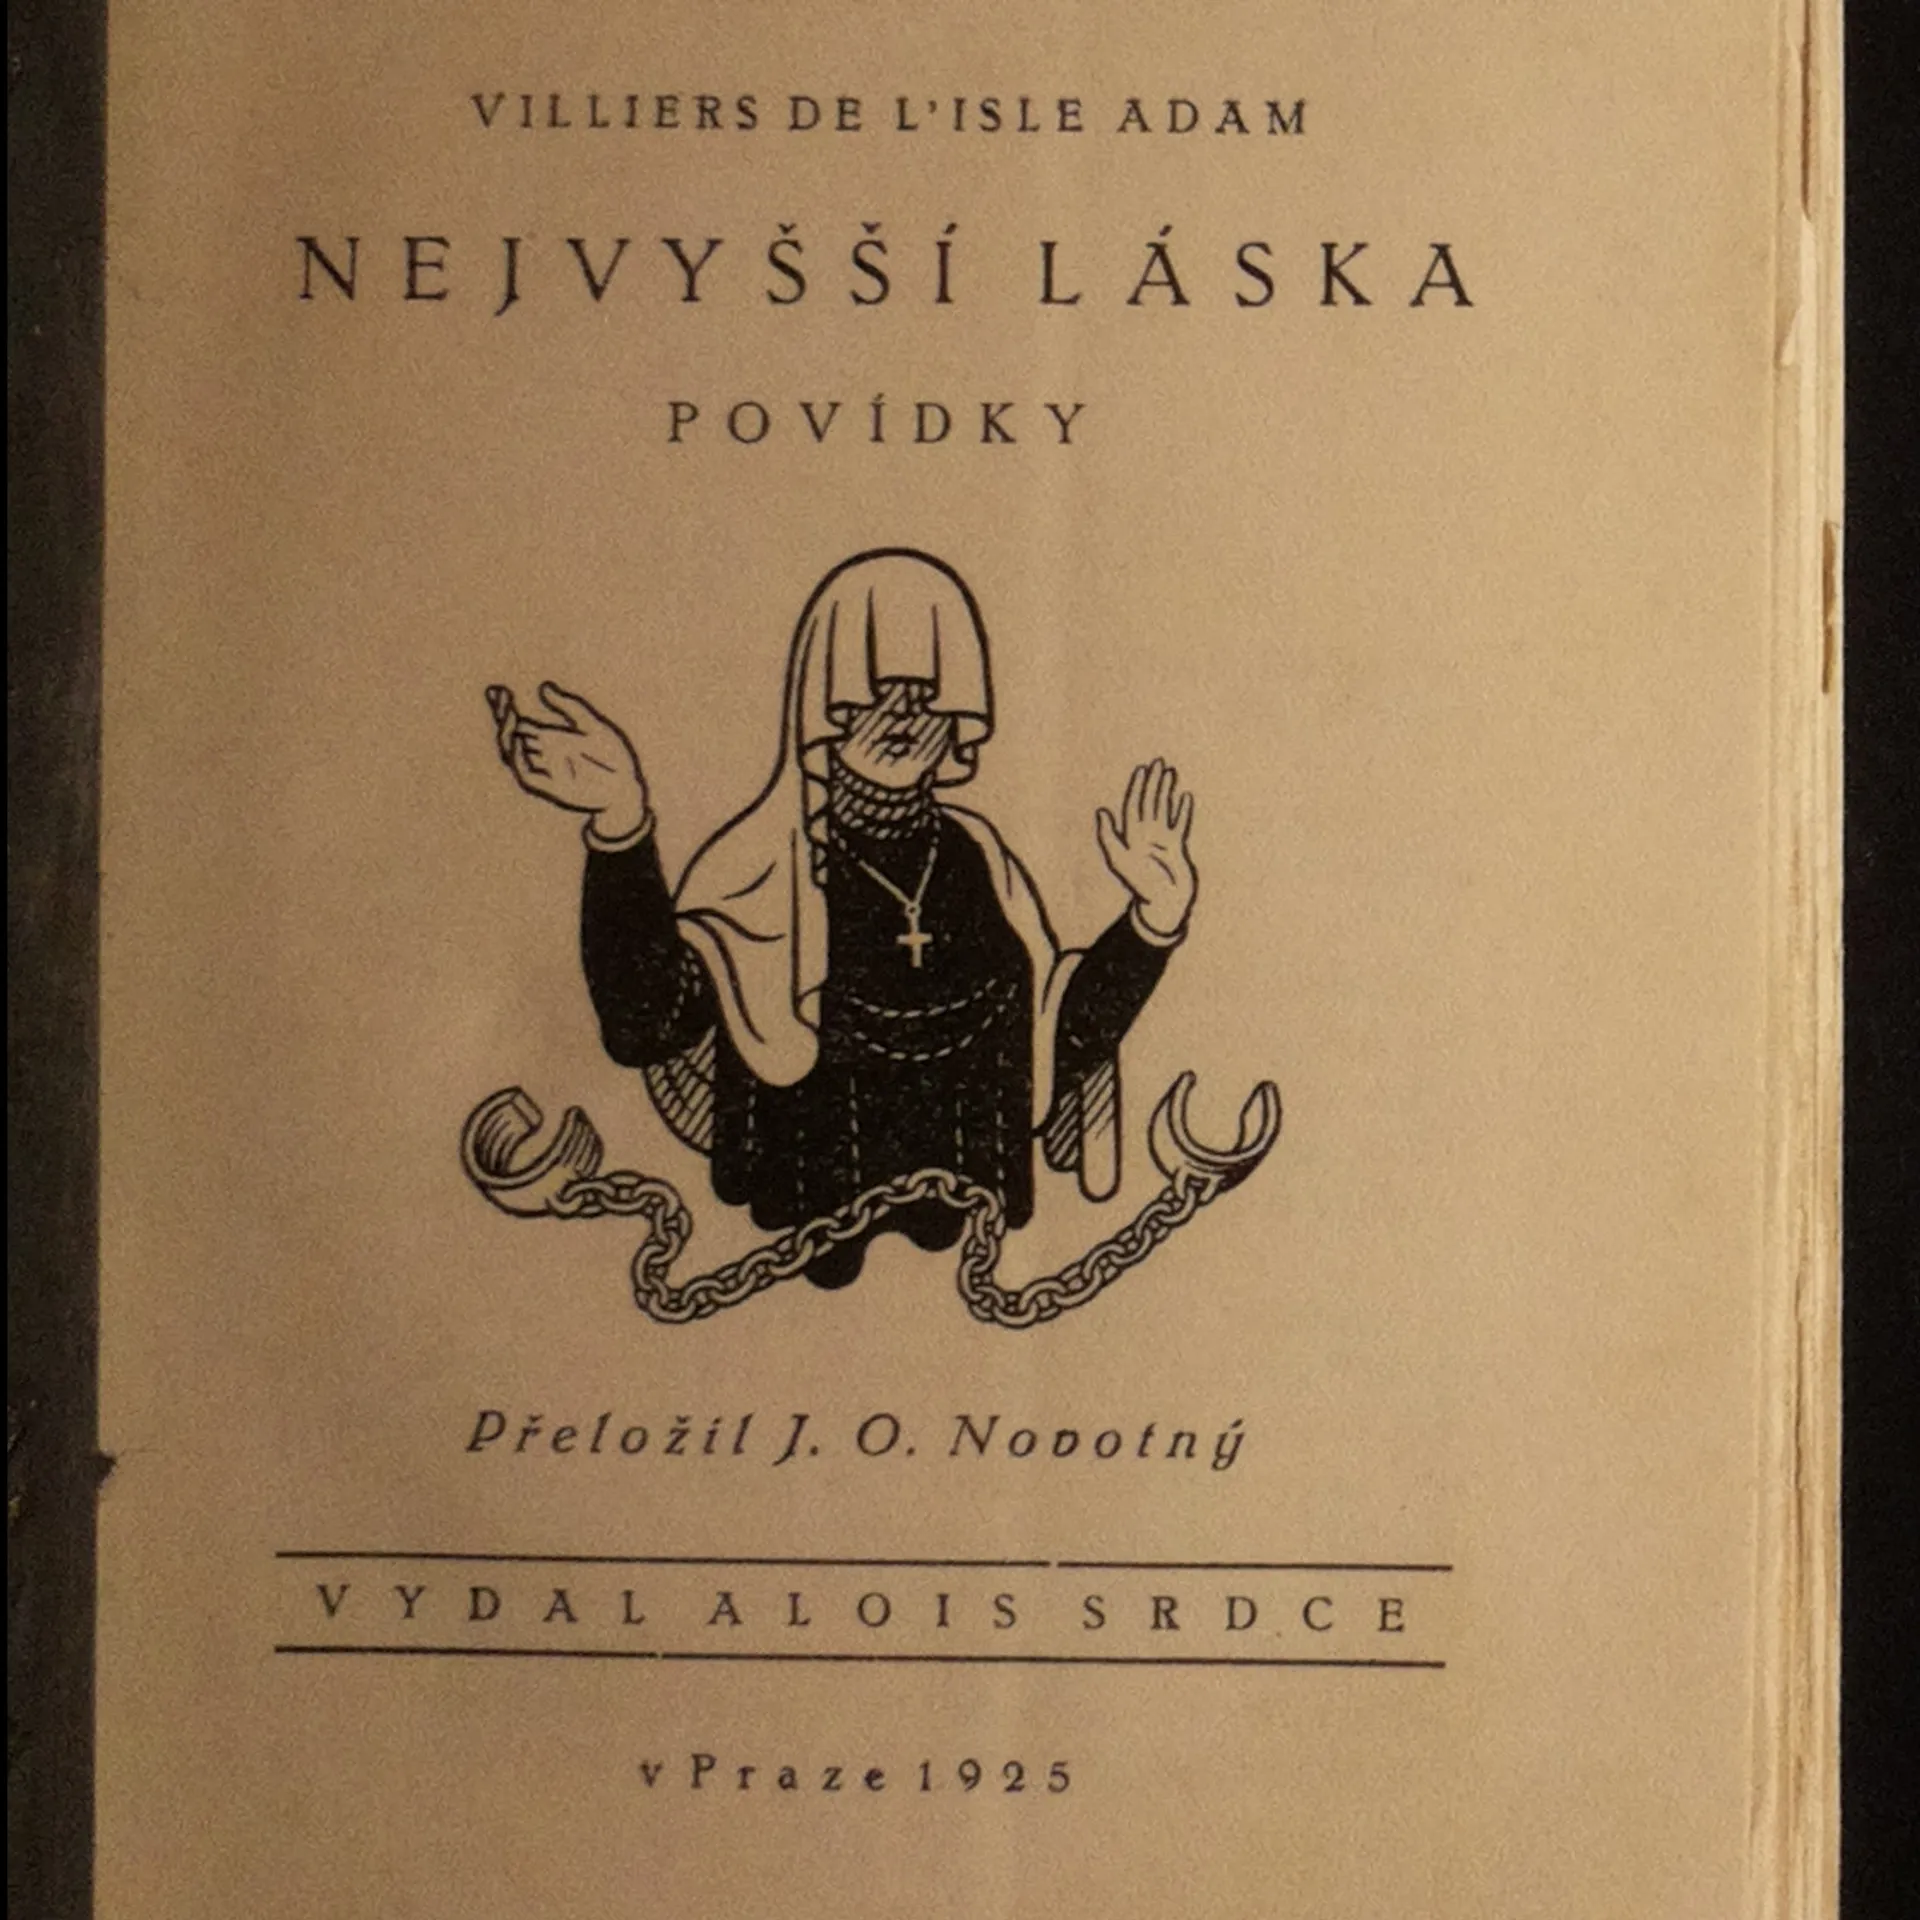 VILLIERS DE L'ISLE ADAM
NEJVYŠŠÍ LÁSKA
POVÍDKY
Přeložil J. O. Novotný
VYDAL ALOIS SRDCE
v Praze 1925